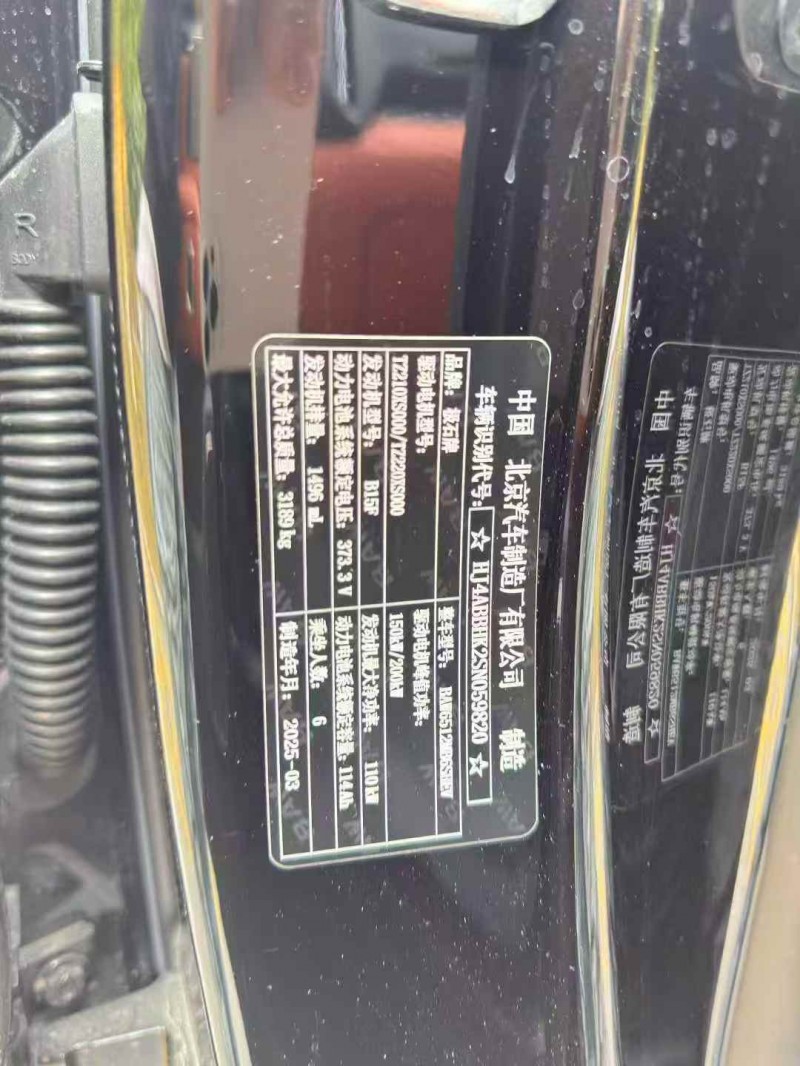 中国 北京汽车制造厂有限公司 制造
车辆识别代号: ☆ HJ4ABBHK2SN059820 ☆
品牌: 极石牌 整车型号:
驱动电机型号: 驱动电机峰值功率:
TZ210XS000/TZ220XS000 150kW/200kW
发动机型号: B15F 发动机最大净功率: 110kW
动力电池系统额定电压: 373.3 V 动力电池系统额定容量: 114Ah
发动机排量: 1496 mL 乘坐人数: 6
最大允许总质量: 3189kg 制造年月: 2025-03
R
BODY